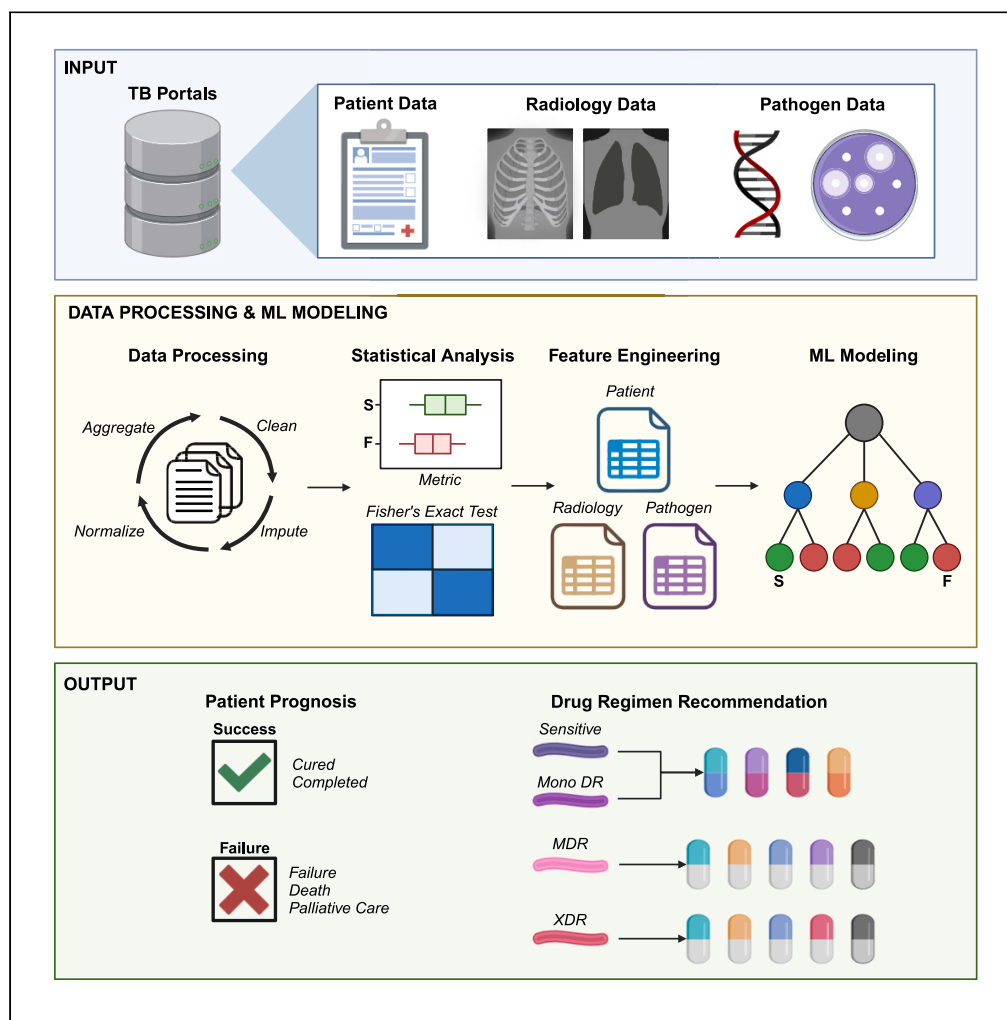 INPUT
TB Portals
Patient Data
Radiology Data
Pathogen Data
DATA PROCESSING & ML MODELING
Data Processing
Aggregate
Clean
Normalize
Impute
Statistical Analysis
S
F
Metric
Fisher's Exact Test
Feature Engineering
Patient
Radiology
Pathogen
ML Modeling
S
F
OUTPUT
Patient Prognosis
Success
Cured
Completed
Failure
Failure
Death
Palliative Care
Drug Regimen Recommendation
Sensitive
Mono DR
MDR
XDR